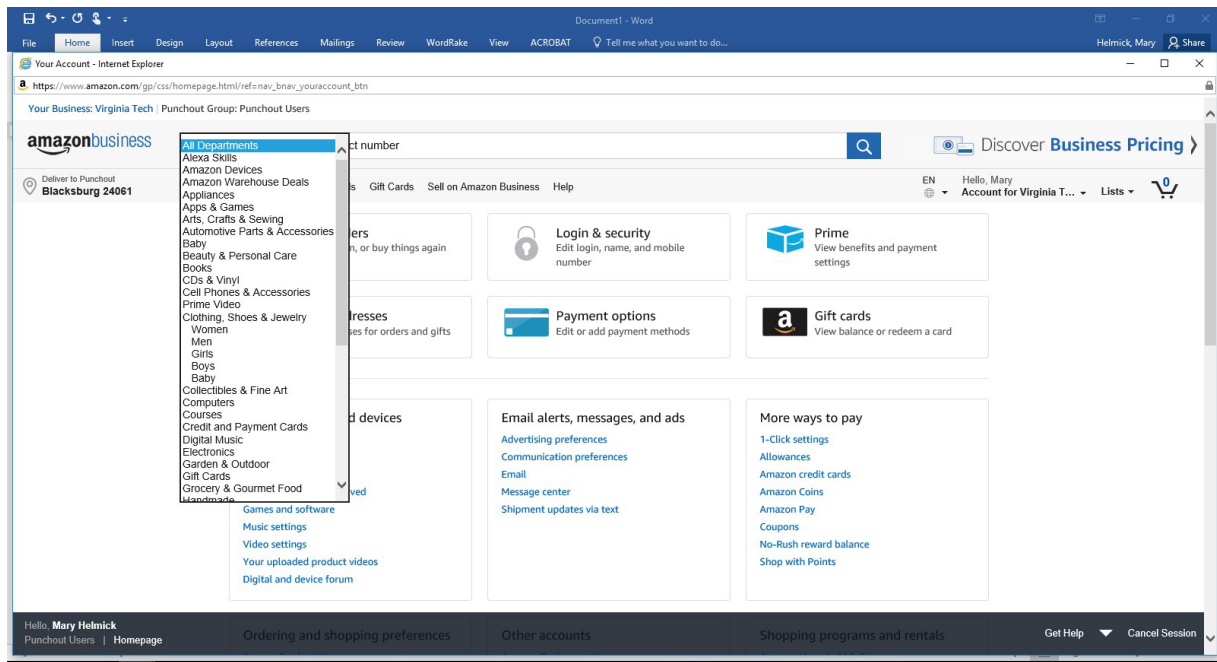 Document1 - Word
File Home Insert Design Layout References Mailings Review WordRake View ACROBAT Tell me what you want to do... Helmick, Mary Share
Your Account - Internet Explorer
https://www.amazon.com/gp/css/homepage.html/ref=nav_bnav_youraccount_btn
Your Business: Virginia Tech | Punchout Group: Punchout Users
amazonbusiness
ct number
Discover Business Pricing
Deliver to Punchout
Blacksburg 24061
Gift Cards Sell on Amazon Business Help
EN
Hello, Mary
Account for Virginia T...
Lists
0
All Departments
Alexa Skills
Amazon Devices
Amazon Warehouse Deals
Appliances
Apps & Games
Arts, Crafts & Sewing
Automotive Parts & Accessories
Baby
Beauty & Personal Care
Books
CDs & Vinyl
Cell Phones & Accessories
Prime Video
Clothing, Shoes & Jewelry
Women
Men
Girls
Boys
Baby
Collectibles & Fine Art
Computers
Courses
Credit and Payment Cards
Digital Music
Electronics
Garden & Outdoor
Gift Cards
Grocery & Gourmet Food
Handmade
lers
n, or buy things again
Login & security
Edit login, name, and mobile
number
Prime
View benefits and payment
settings
resses
ses for orders and gifts
Payment options
Edit or add payment methods
a
Gift cards
View balance or redeem a card
d devices
ved
Games and software
Music settings
Video settings
Your uploaded product videos
Digital and device forum
Email alerts, messages, and ads
Advertising preferences
Communication preferences
Email
Message center
Shipment updates via text
More ways to pay
1-Click settings
Allowances
Amazon credit cards
Amazon Coins
Amazon Pay
Coupons
No-Rush reward balance
Shop with Points
Hello, Mary Helmick
Punchout Users | Homepage
Ordering and shopping preferences
Other accounts
Shopping programs and rentals
Get Help Cancel Session